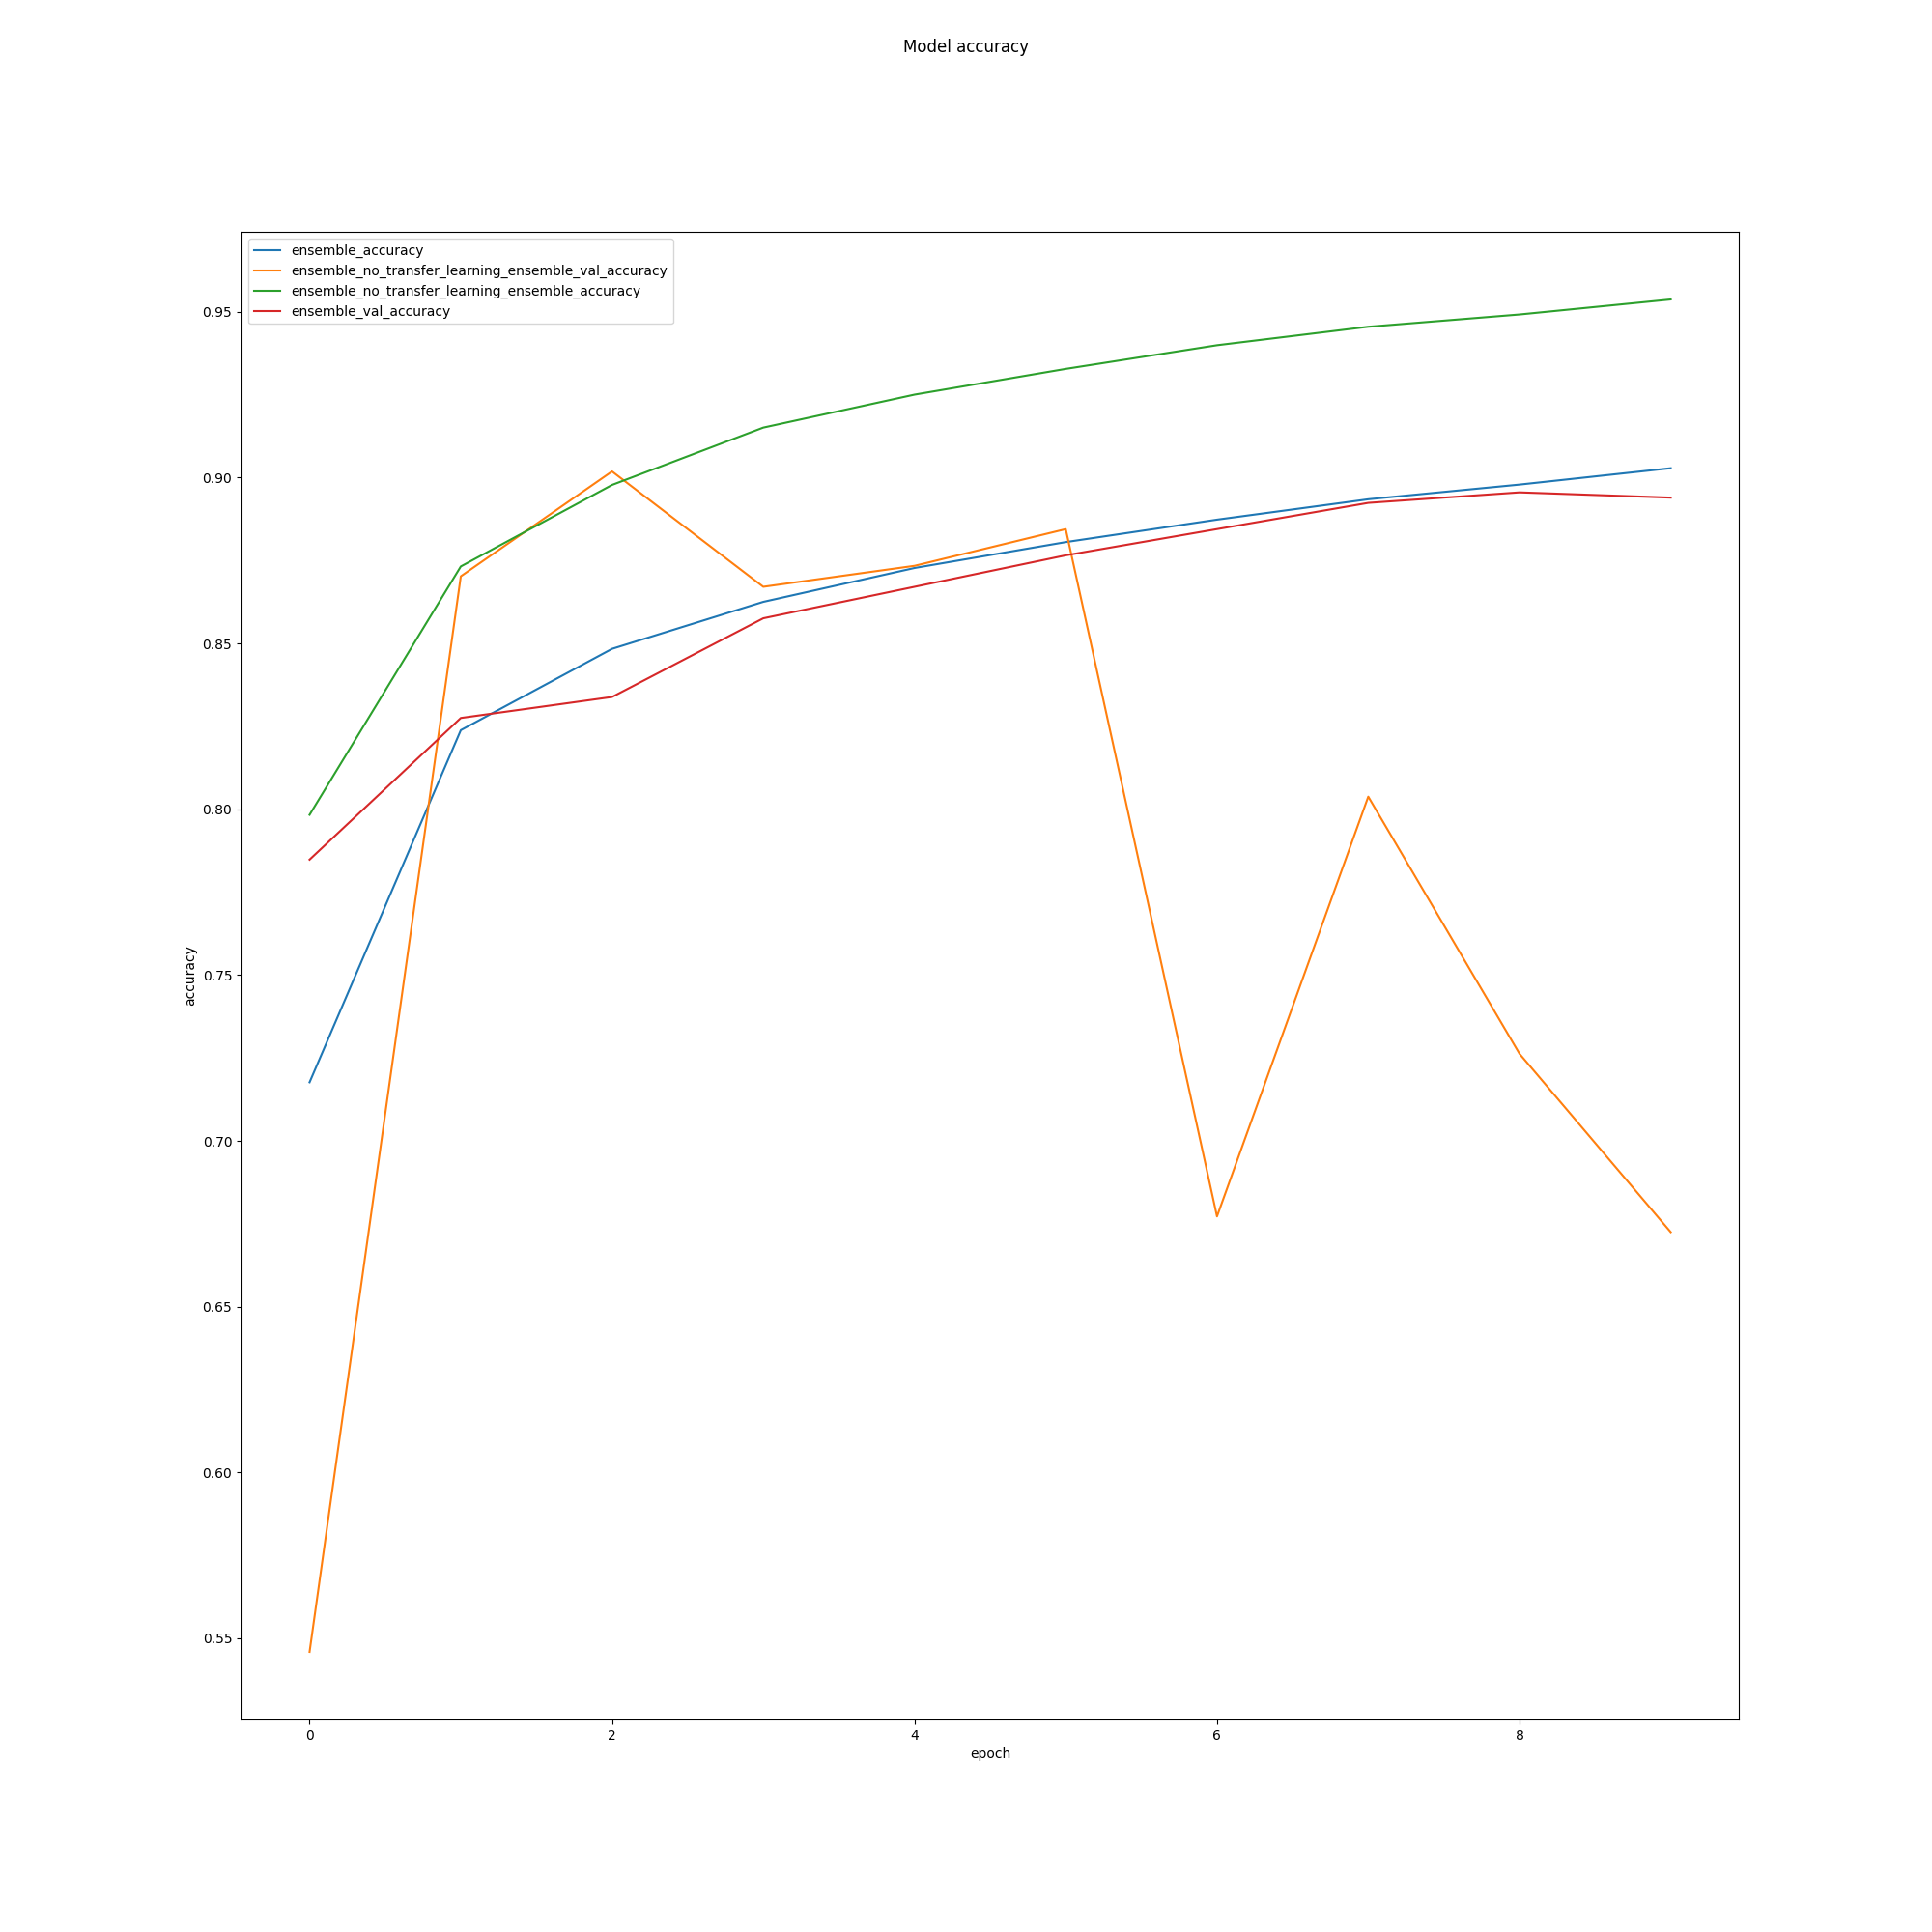 Model accuracy
ensemble_accuracy
ensemble_no_transfer_learning_ensemble_val_accuracy
ensemble_no_transfer_learning_ensemble_accuracy
ensemble_val_accuracy
0.95
0.90
0.85
0.80
0.75
0.70
0.65
0.60
0.55
accuracy
0 2 4 6 8
epoch